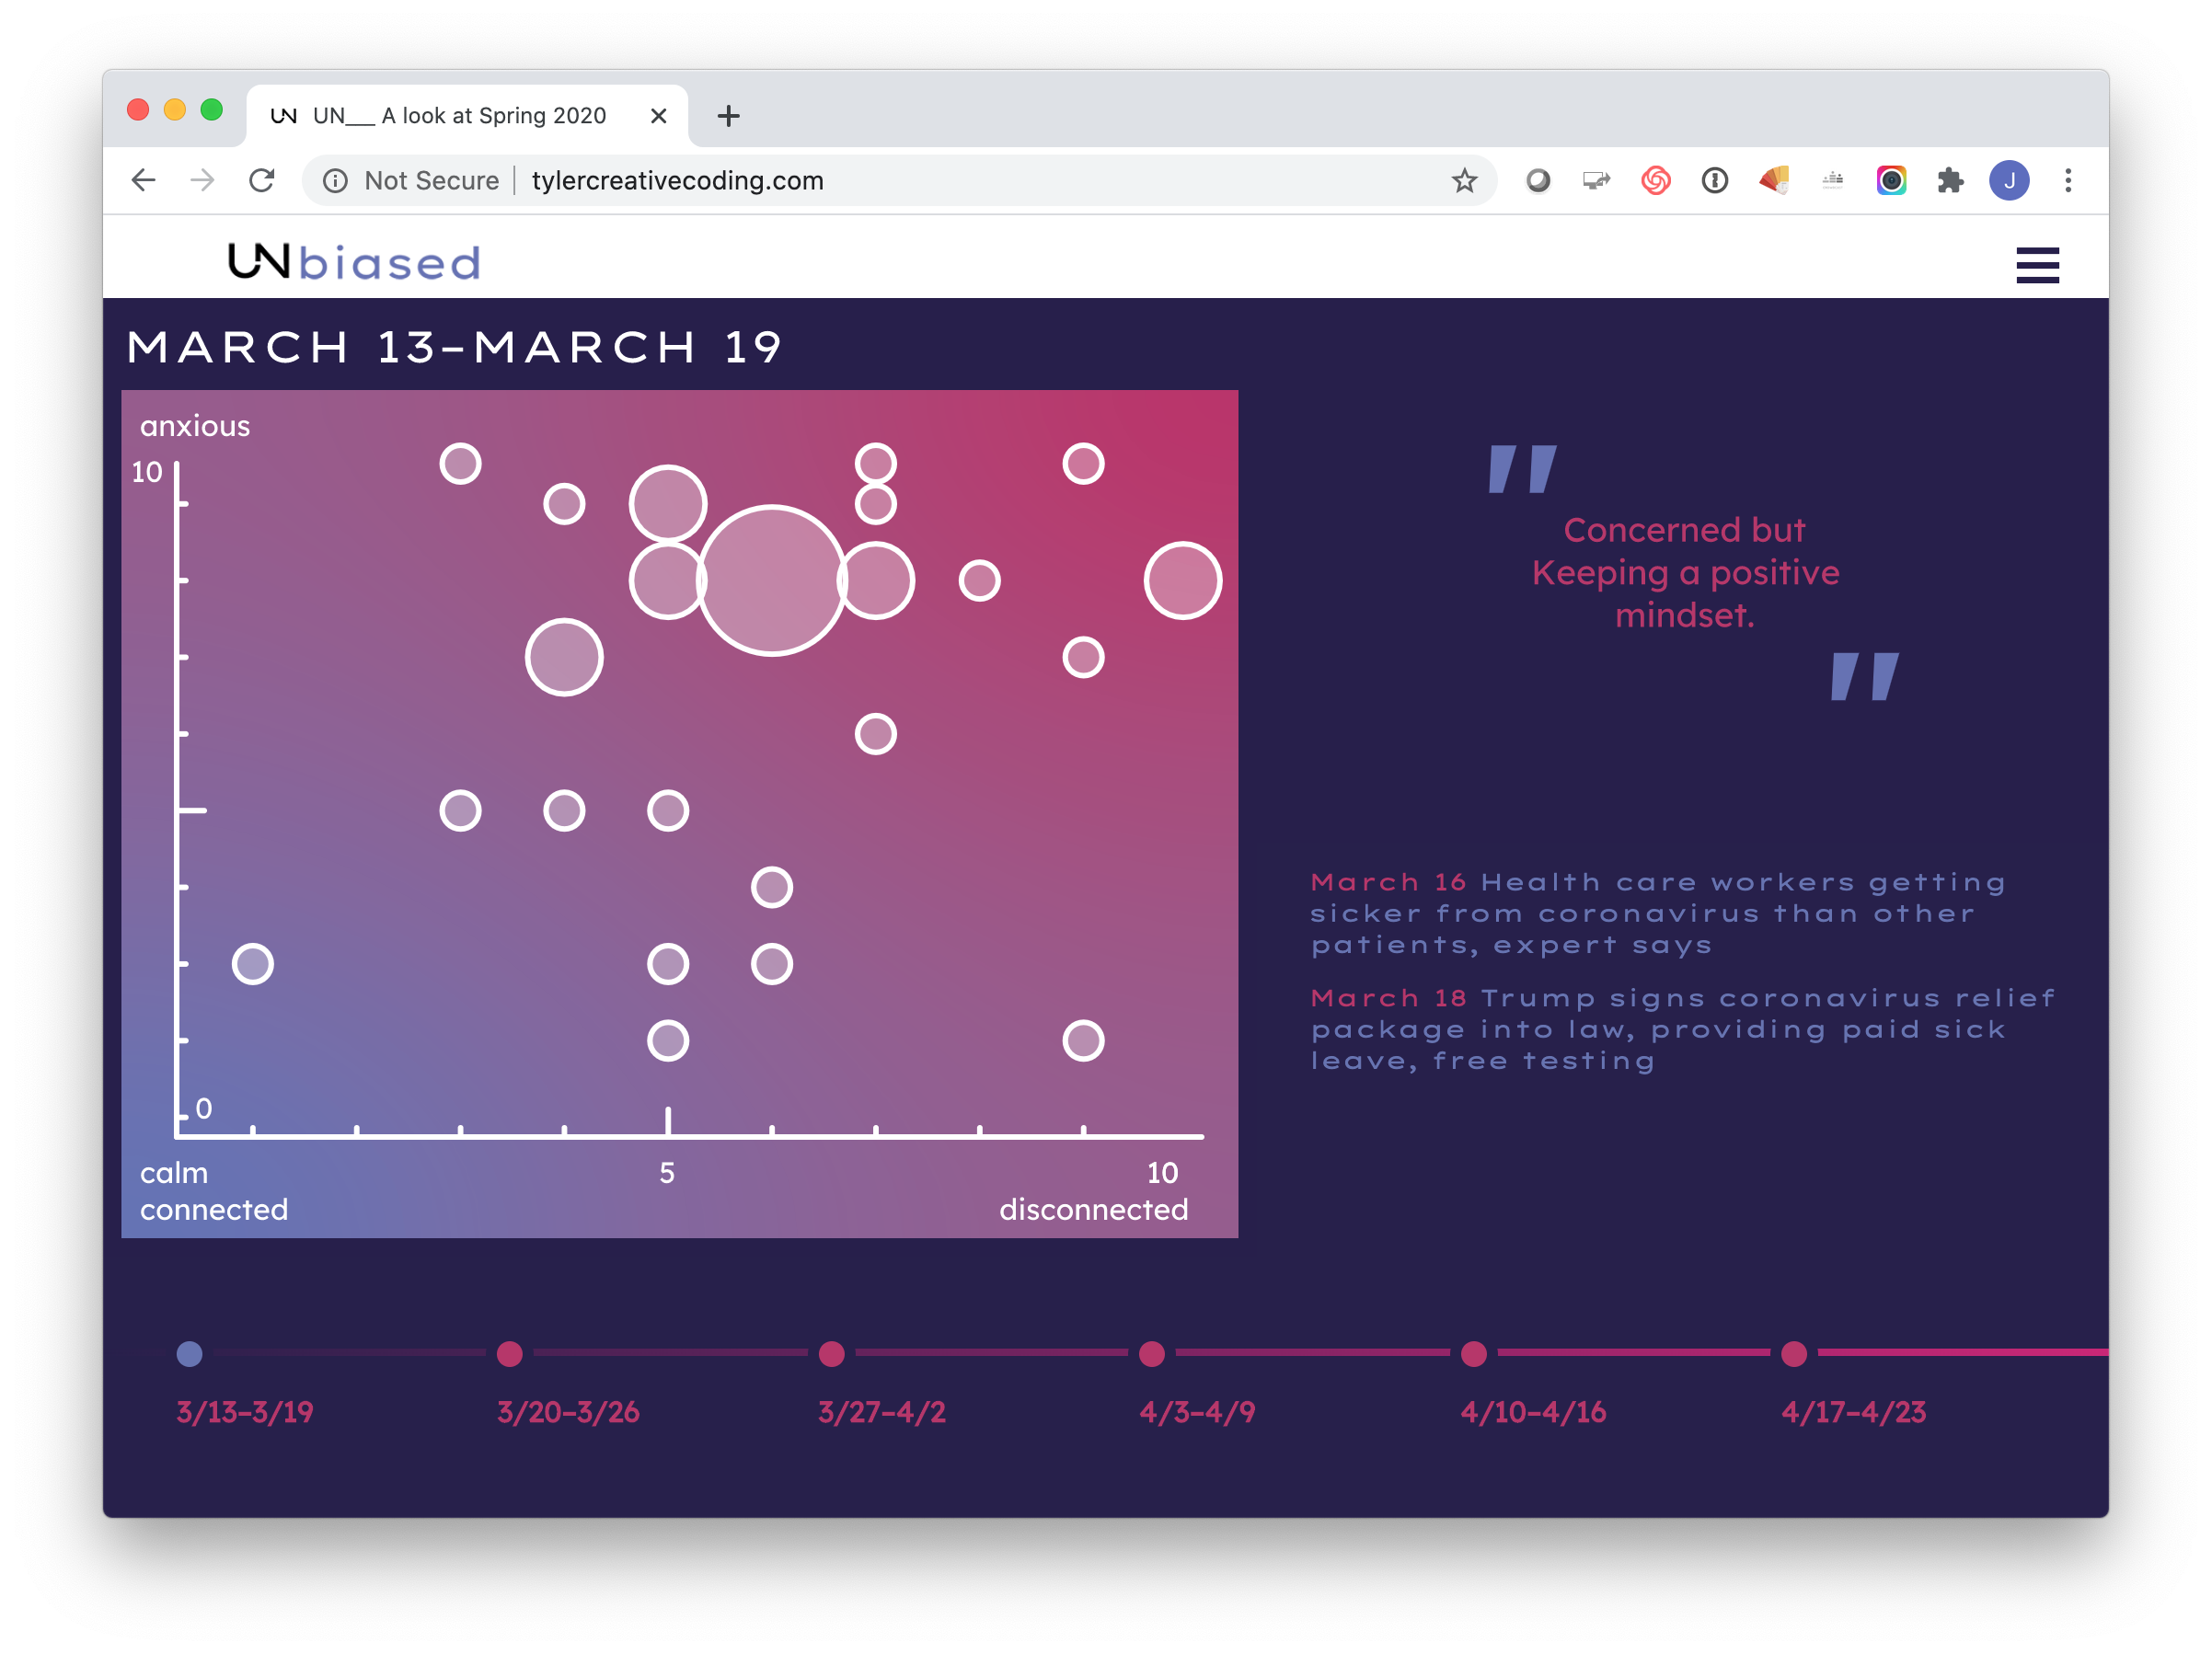 UN UN___ A look at Spring 2020
Not Secure tylercreativecoding.com
J
UNbiased
MARCH 13–MARCH 19
anxious
10
0
calm
5
10
connected
disconnected
"
Concerned but
Keeping a positive
mindset.
"
March 16 Health care workers getting
sicker from coronavirus than other
patients, expert says
March 18 Trump signs coronavirus relief
package into law, providing paid sick
leave, free testing
3/13–3/19
3/20–3/26
3/27–4/2
4/3–4/9
4/10–4/16
4/17–4/23